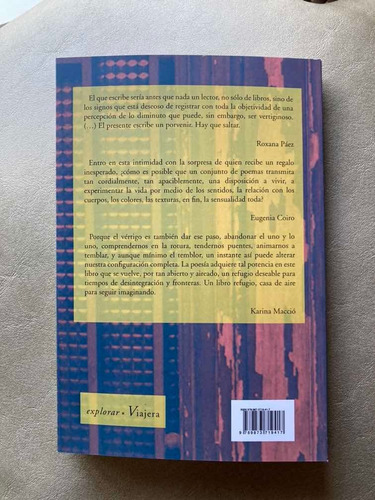 El que escribe sería antes que nada un lector, no sólo de libros, sino de
los signos que está deseoso de registrar con toda la objetividad de una
percepción de lo diminuto que puede, sin embargo, ser vertiginoso.
(...) El presente escribe un porvenir. Hay que saltar.
Roxana Páez
Entro en esta intimidad con la sorpresa de quien recibe un regalo
inesperado, ¿cómo es posible que un conjunto de poemas transmita
tan cordialmente, tan apaciblemente, una disposición a vivir, a
experimentar la vida por medio de los sentidos, la relación con los
cuerpos, los colores, las texturas, en fin, la sensualidad toda?
Eugenia Coiro
Porque el vértigo es también dar ese paso, abandonar el uno y lo
uno, comprendernos en la rotura, tendernos puentes, animarnos a
temblar, y aunque mínimo el temblor, un instante así puede alterar
nuestra configuración completa. La poesía adquiere tal potencia en este
libro que se vuelve, por tan abierto y aireado, un refugio deseable para
tiempos de desintegración y fronteras. Un libro refugio, casa de aire
para seguir imaginando.
Karina Macció
explorar Viajera